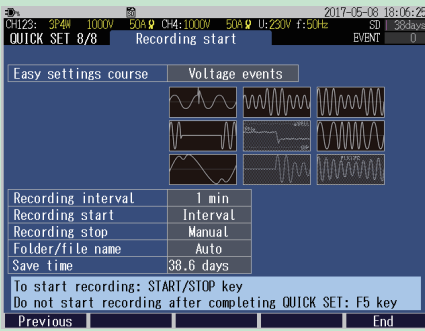 2017-05-08 18:06:25
CH123: 3P4W 1000V 50A CH4:1000V 50A U:230V f:50Hz SD 38days
QUICK SET 8/8 Recording start EVENT 0
Easy settings course Voltage events
Recording interval 1 min
Recording start Interval
Recording stop Manual
Folder/file name Auto
Save time 38.6 days
To start recording: START/STOP key
Do not start recording after completing QUICK SET: F5 key
Previous End